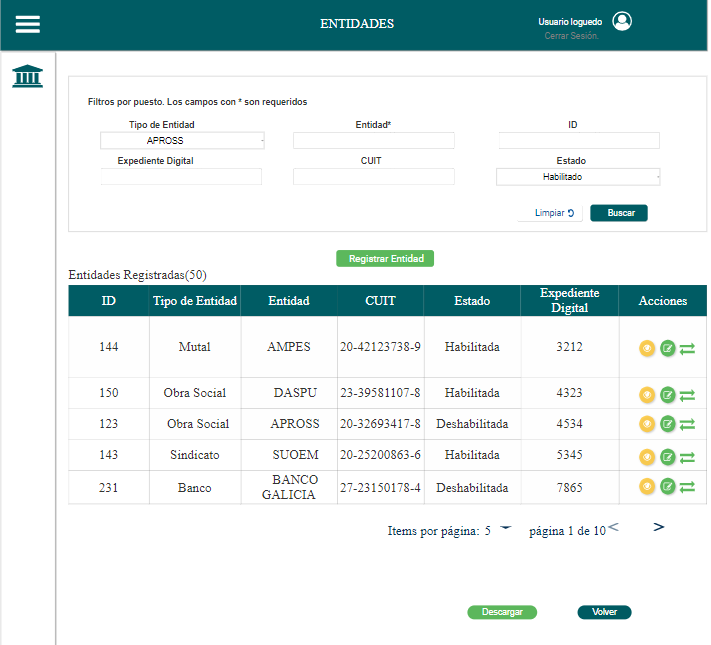 ENTIDADES
Usuario loguedo
Cerrar Sesión.
Filtros por puesto. Los campos con * son requeridos
Tipo de Entidad Entidad* ID
APROSS
Expediente Digital CUIT Estado
Habilitado
Limpiar Buscar
Registrar Entidad
Entidades Registradas(50)
ID Tipo de Entidad Entidad CUIT Estado Expediente Digital Acciones
144 Mutal AMPES 20-42123738-9 Habilitada 3212
150 Obra Social DASPU 23-39581107-8 Habilitada 4323
123 Obra Social APROSS 20-32693417-8 Deshabilitada 4534
143 Sindicato SUOEM 20-25200863-6 Habilitada 5345
231 Banco BANCO GALICIA 27-23150178-4 Deshabilitada 7865
Items por página: 5 página 1 de 10 < >
Descargar Volver